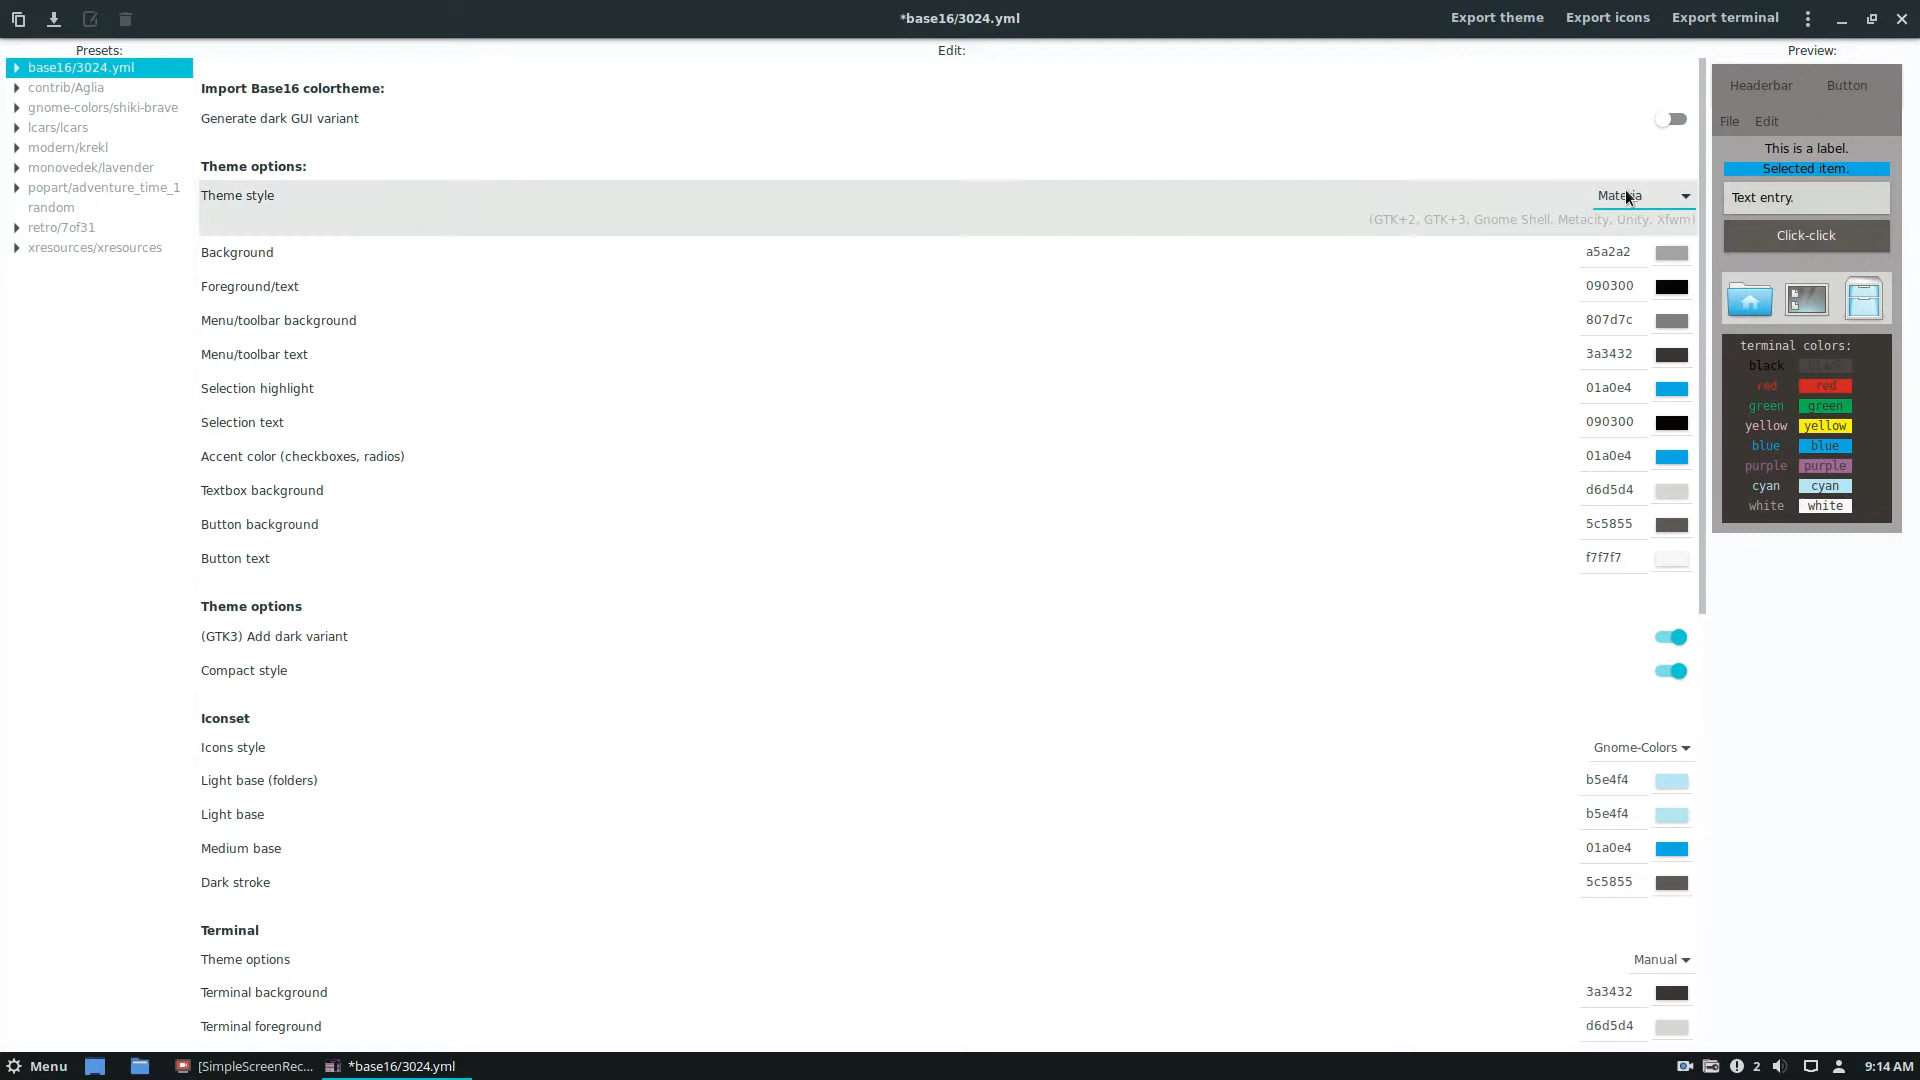 *base16/3024.yml
Export theme
Export icons
Export terminal
Presets:
Edit:
Preview:
base16/3024.yml
contrib/Aglia
gnome-colors/shiki-brave
lcars/lcars
modern/krekl
monovedek/lavender
popart/adventure_time_1
random
retro/7of31
xresources/xresources
Import Base16 colortheme:
Generate dark GUI variant
Theme options:
Theme style
Materia
(GTK+2, GTK+3, Gnome Shell. Metacity, Unity, Xfwm)
Background a5a2a2
Foreground/text 090300
Menu/toolbar background 807d7c
Menu/toolbar text 3a3432
Selection highlight 01a0e4
Selection text 090300
Accent color (checkboxes, radios) 01a0e4
Textbox background d6d5d4
Button background 5c5855
Button text f7f7f7
Theme options
(GTK3) Add dark variant
Compact style
Iconset
Icons style Gnome-Colors
Light base (folders) b5e4f4
Light base b5e4f4
Medium base 01a0e4
Dark stroke 5c5855
Terminal
Theme options Manual
Terminal background 3a3432
Terminal foreground d6d5d4
Headerbar Button
File Edit
This is a label.
Selected item.
Text entry.
Click-click
terminal colors:
black black
red red
green green
yellow yellow
blue blue
purple purple
cyan cyan
white white
Menu
[SimpleScreenRec...
*base16/3024.yml
2
9:14 AM